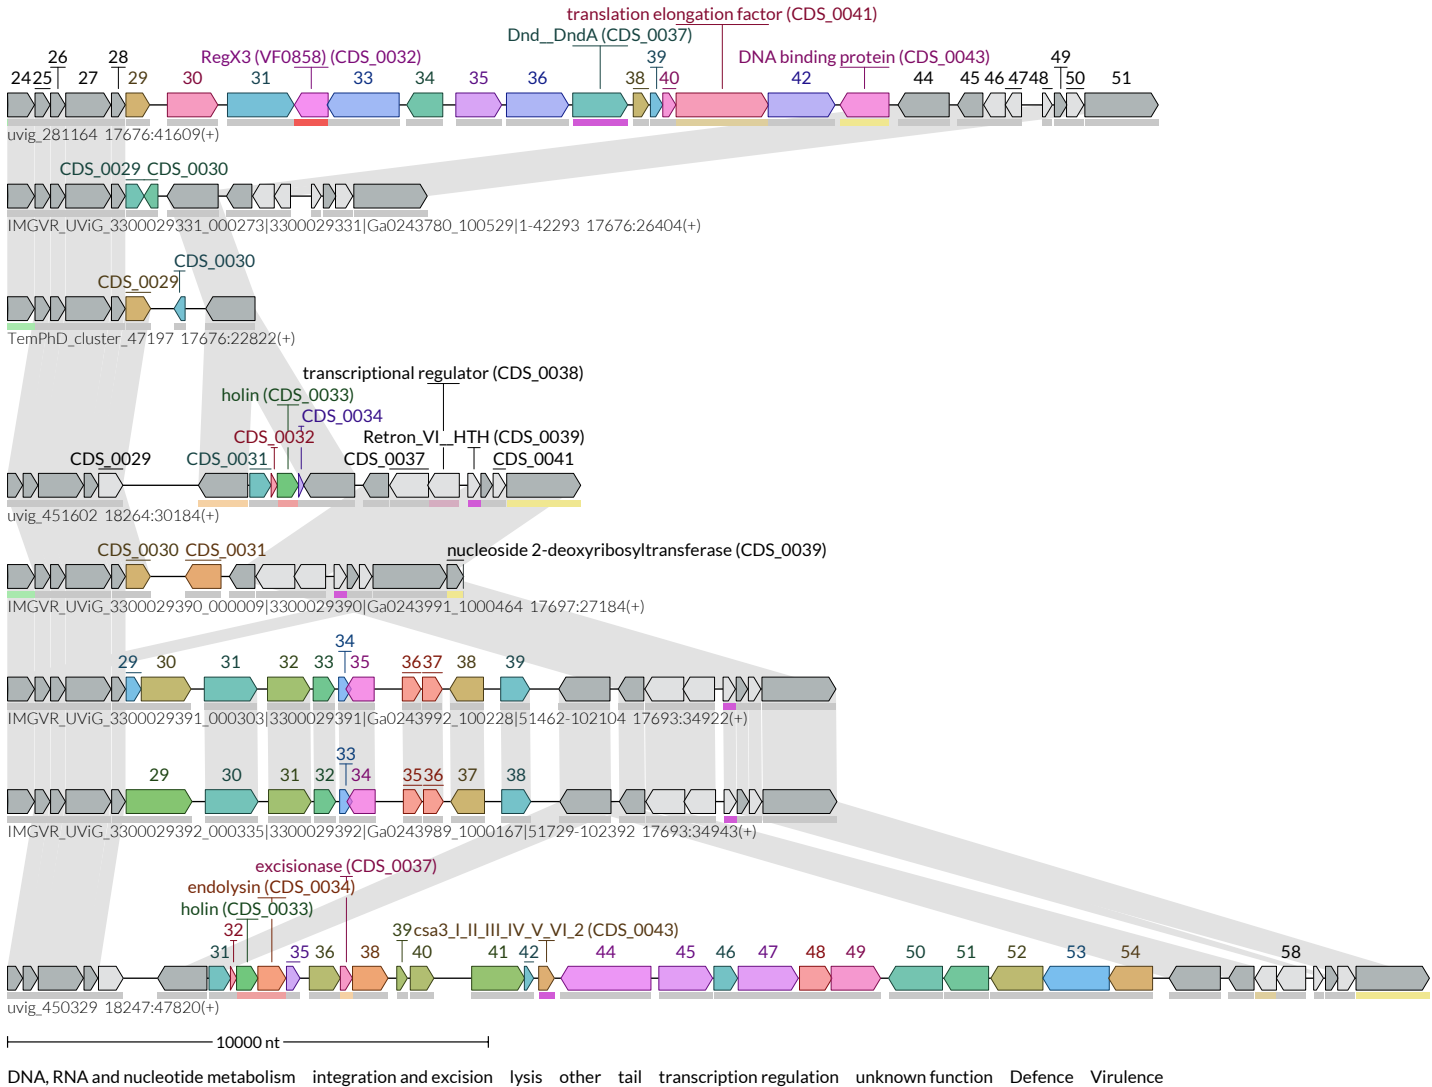 translation elongation factor (CDS_0041)
Dnd__DndA (CDS_0037)
26 28 RegX3 (VF0858) (CDS_0032) 39 DNA binding protein (CDS_0043) 49
24 25 27 29 30 31 33 34 35 36 38 40 42 44 45 46 47 48 50 51
uvig_281164 17676:41609(+)
CDS_0029 CDS_0030
IMGVR_UViG_3300029331_000273|3300029331|Ga0243780_100529|1-42293 17676:26404(+)
CDS_0030
CDS_0029
TemPhD_cluster_47197 17676:22822(+)
transcriptional regulator (CDS_0038)
holin (CDS_0033)
CDS_0034
CDS_0032 Retron_VI__HTH (CDS_0039)
CDS_0029 CDS_0031 CDS_0037 CDS_0041
uvig_451602 18264:30184(+)
CDS_0030 CDS_0031 nucleoside 2-deoxyribosyltransferase (CDS_0039)
IMGVR_UViG_3300029390_000009|3300029390|Ga0243991_1000464 17697:27184(+)
34
29 30 31 32 33 35 36 37 38 39
IMGVR_UViG_3300029391_000303|3300029391|Ga0243992_100228|51462-102104 17693:34922(+)
33
29 30 31 32 34 35 36 37 38
IMGVR_UViG_3300029392_000335|3300029392|Ga0243989_1000167|51729-102392 17693:34943(+)
excisionase (CDS_0037)
endolysin (CDS_0034)
holin (CDS_0033)
32 39 csa3_I_II_III_IV_V_VI_2 (CDS_0043)
31 35 36 38 40 41 42 44 45 46 47 48 49 50 51 52 53 54 58
uvig_450329 18247:47820(+)
10000 nt
DNA, RNA and nucleotide metabolism integration and excision lysis other tail transcription regulation unknown function Defence Virulence